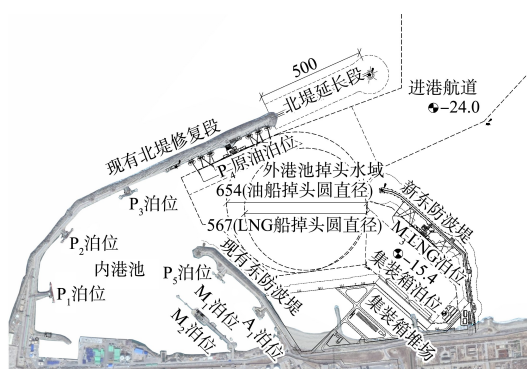 500
北堤延长段
进港航道
-24.0
现有北堤修复段
P4原油泊位
外港池掉头水域
654(油船掉头圆直径)
新东防波堤
P3泊位
567(LNG船掉头圆直径)
M3LNG泊位
P2泊位
现有东防波堤
-15.4
内港池
集装箱泊位
P5泊位
P1泊位
M1泊位
A1泊位
集装箱堆场
M2泊位